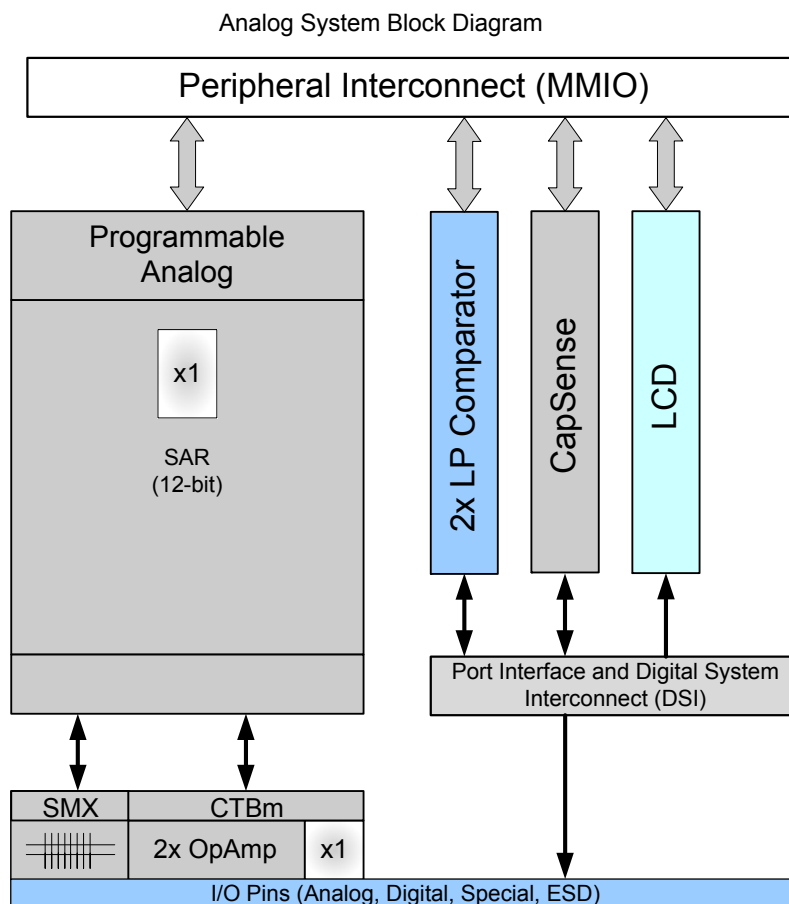 Analog System Block Diagram
Peripheral Interconnect (MMIO)
Programmable
Analog
x1
SAR
(12-bit)
2x LP Comparator
CapSense
LCD
Port Interface and Digital System
Interconnect (DSI)
SMX
CTBm
2x OpAmp
x1
I/O Pins (Analog, Digital, Special, ESD)